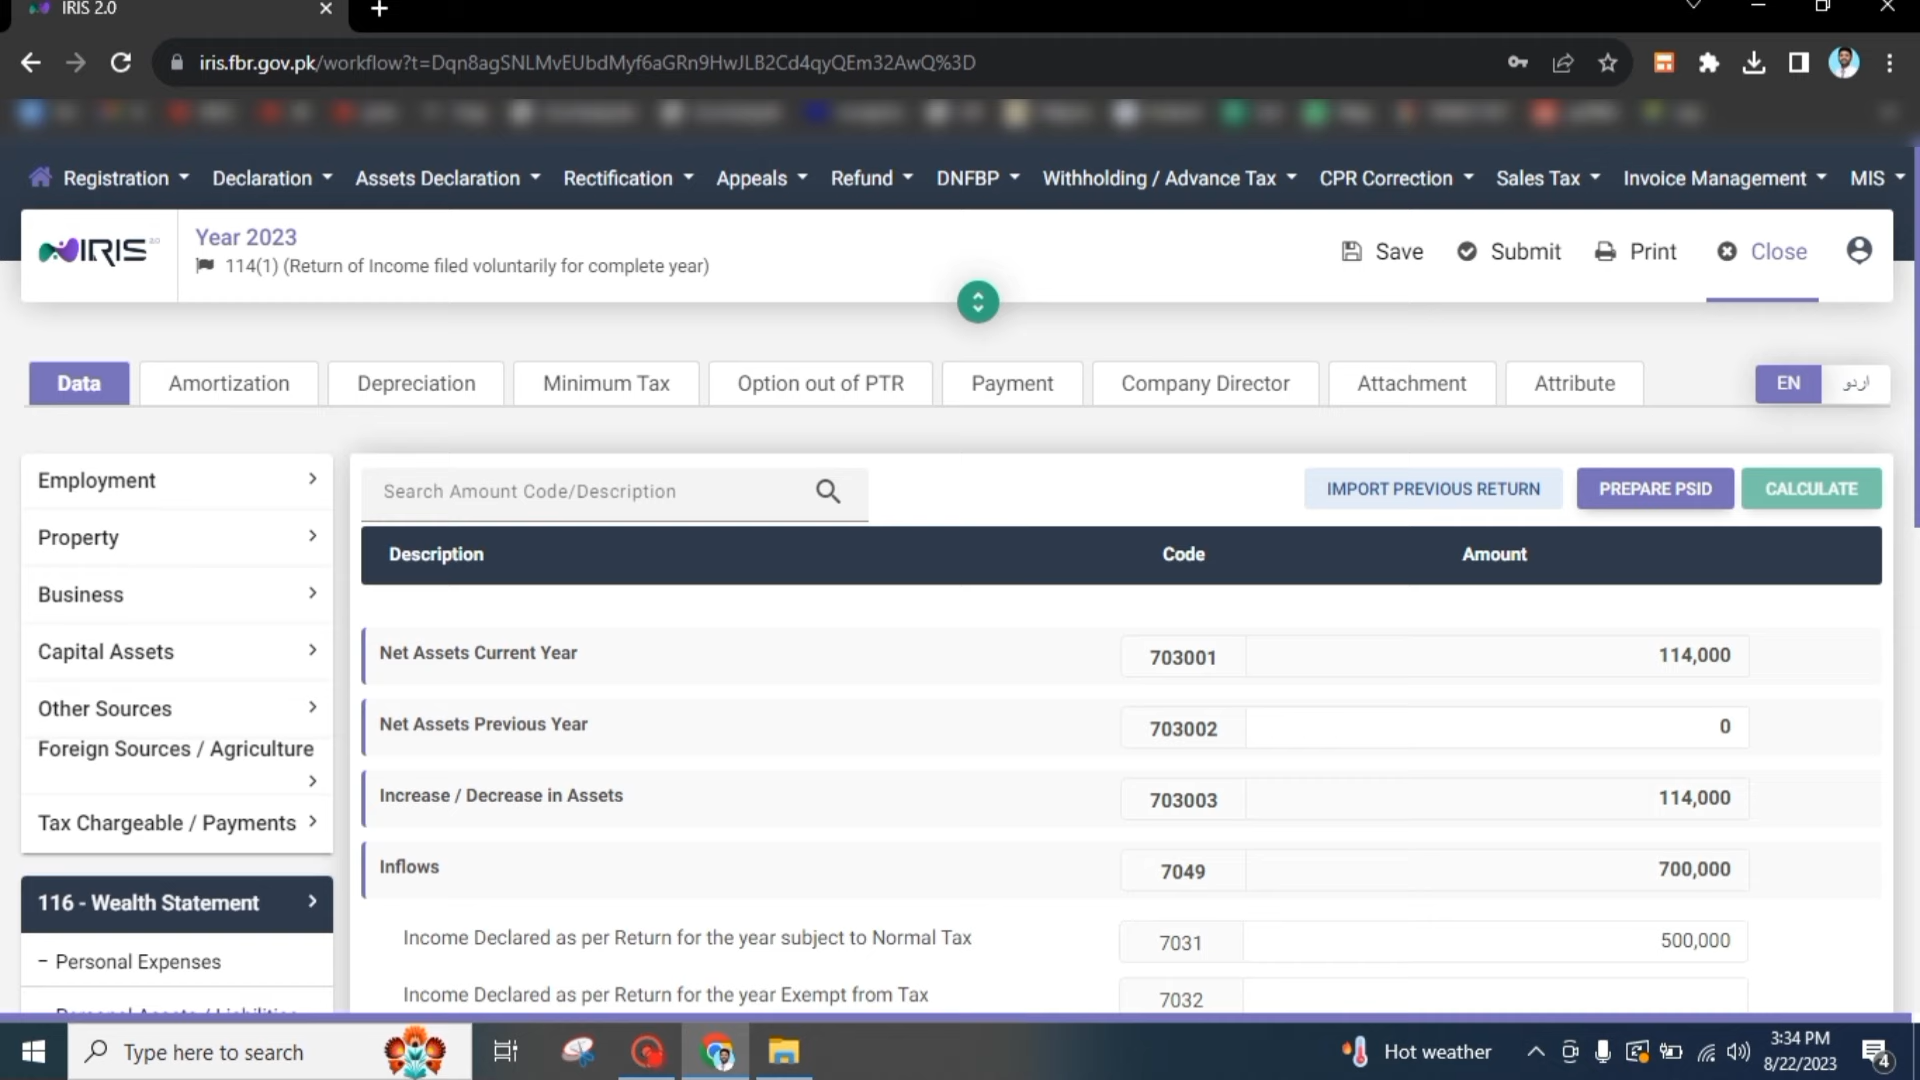 IRIS 2.0
iris.fbr.gov.pk/workflow?t=Dqn8agSNLMvEUbdMyf6aGRn9HwJLB2Cd4qyQEm32AwQ%3D
Registration Declaration Assets Declaration Rectification Appeals Refund DNFBP Withholding / Advance Tax CPR Correction Sales Tax Invoice Management MIS
IRIS 2.0
Year 2023
114(1) (Return of Income filed voluntarily for complete year)
Save Submit Print Close
Data Amortization Depreciation Minimum Tax Option out of PTR Payment Company Director Attachment Attribute EN اردو
Employment
Property
Business
Capital Assets
Other Sources
Foreign Sources / Agriculture
Tax Chargeable / Payments
116 - Wealth Statement
– Personal Expenses
Personal Assets / Liabilities
Search Amount Code/Description
IMPORT PREVIOUS RETURN PREPARE PSID CALCULATE
Description Code Amount
Net Assets Current Year 703001 114,000
Net Assets Previous Year 703002 0
Increase / Decrease in Assets 703003 114,000
Inflows 7049 700,000
Income Declared as per Return for the year subject to Normal Tax 7031 500,000
Income Declared as per Return for the year Exempt from Tax 7032
Type here to search
Hot weather
3:34 PM
8/22/2023
4